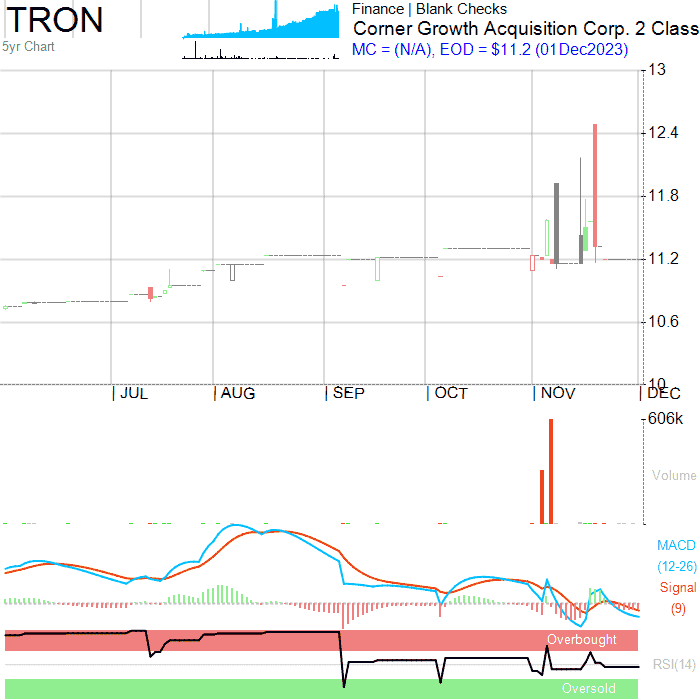 TRON
5yr Chart
Finance | Blank Checks
Corner Growth Acquisition Corp. 2 Class
MC = (N/A), EOD = $11.2 (01Dec2023)
13
12.4
11.8
11.2
10.6
10
| JUL | AUG | SEP | OCT | NOV | DEC
606k
Volume
MACD
(12-26)
Signal
(9)
Overbought
RSI(14)
Oversold